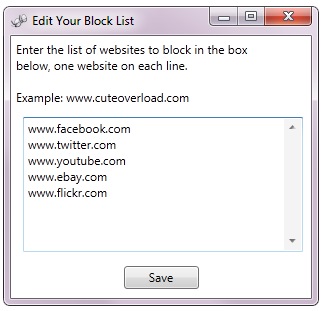 Edit Your Block List
Enter the list of websites to block in the box
below, one website on each line.
Example: www.cuteoverload.com
www.facebook.com
www.twitter.com
www.youtube.com
www.ebay.com
www.flickr.com
Save